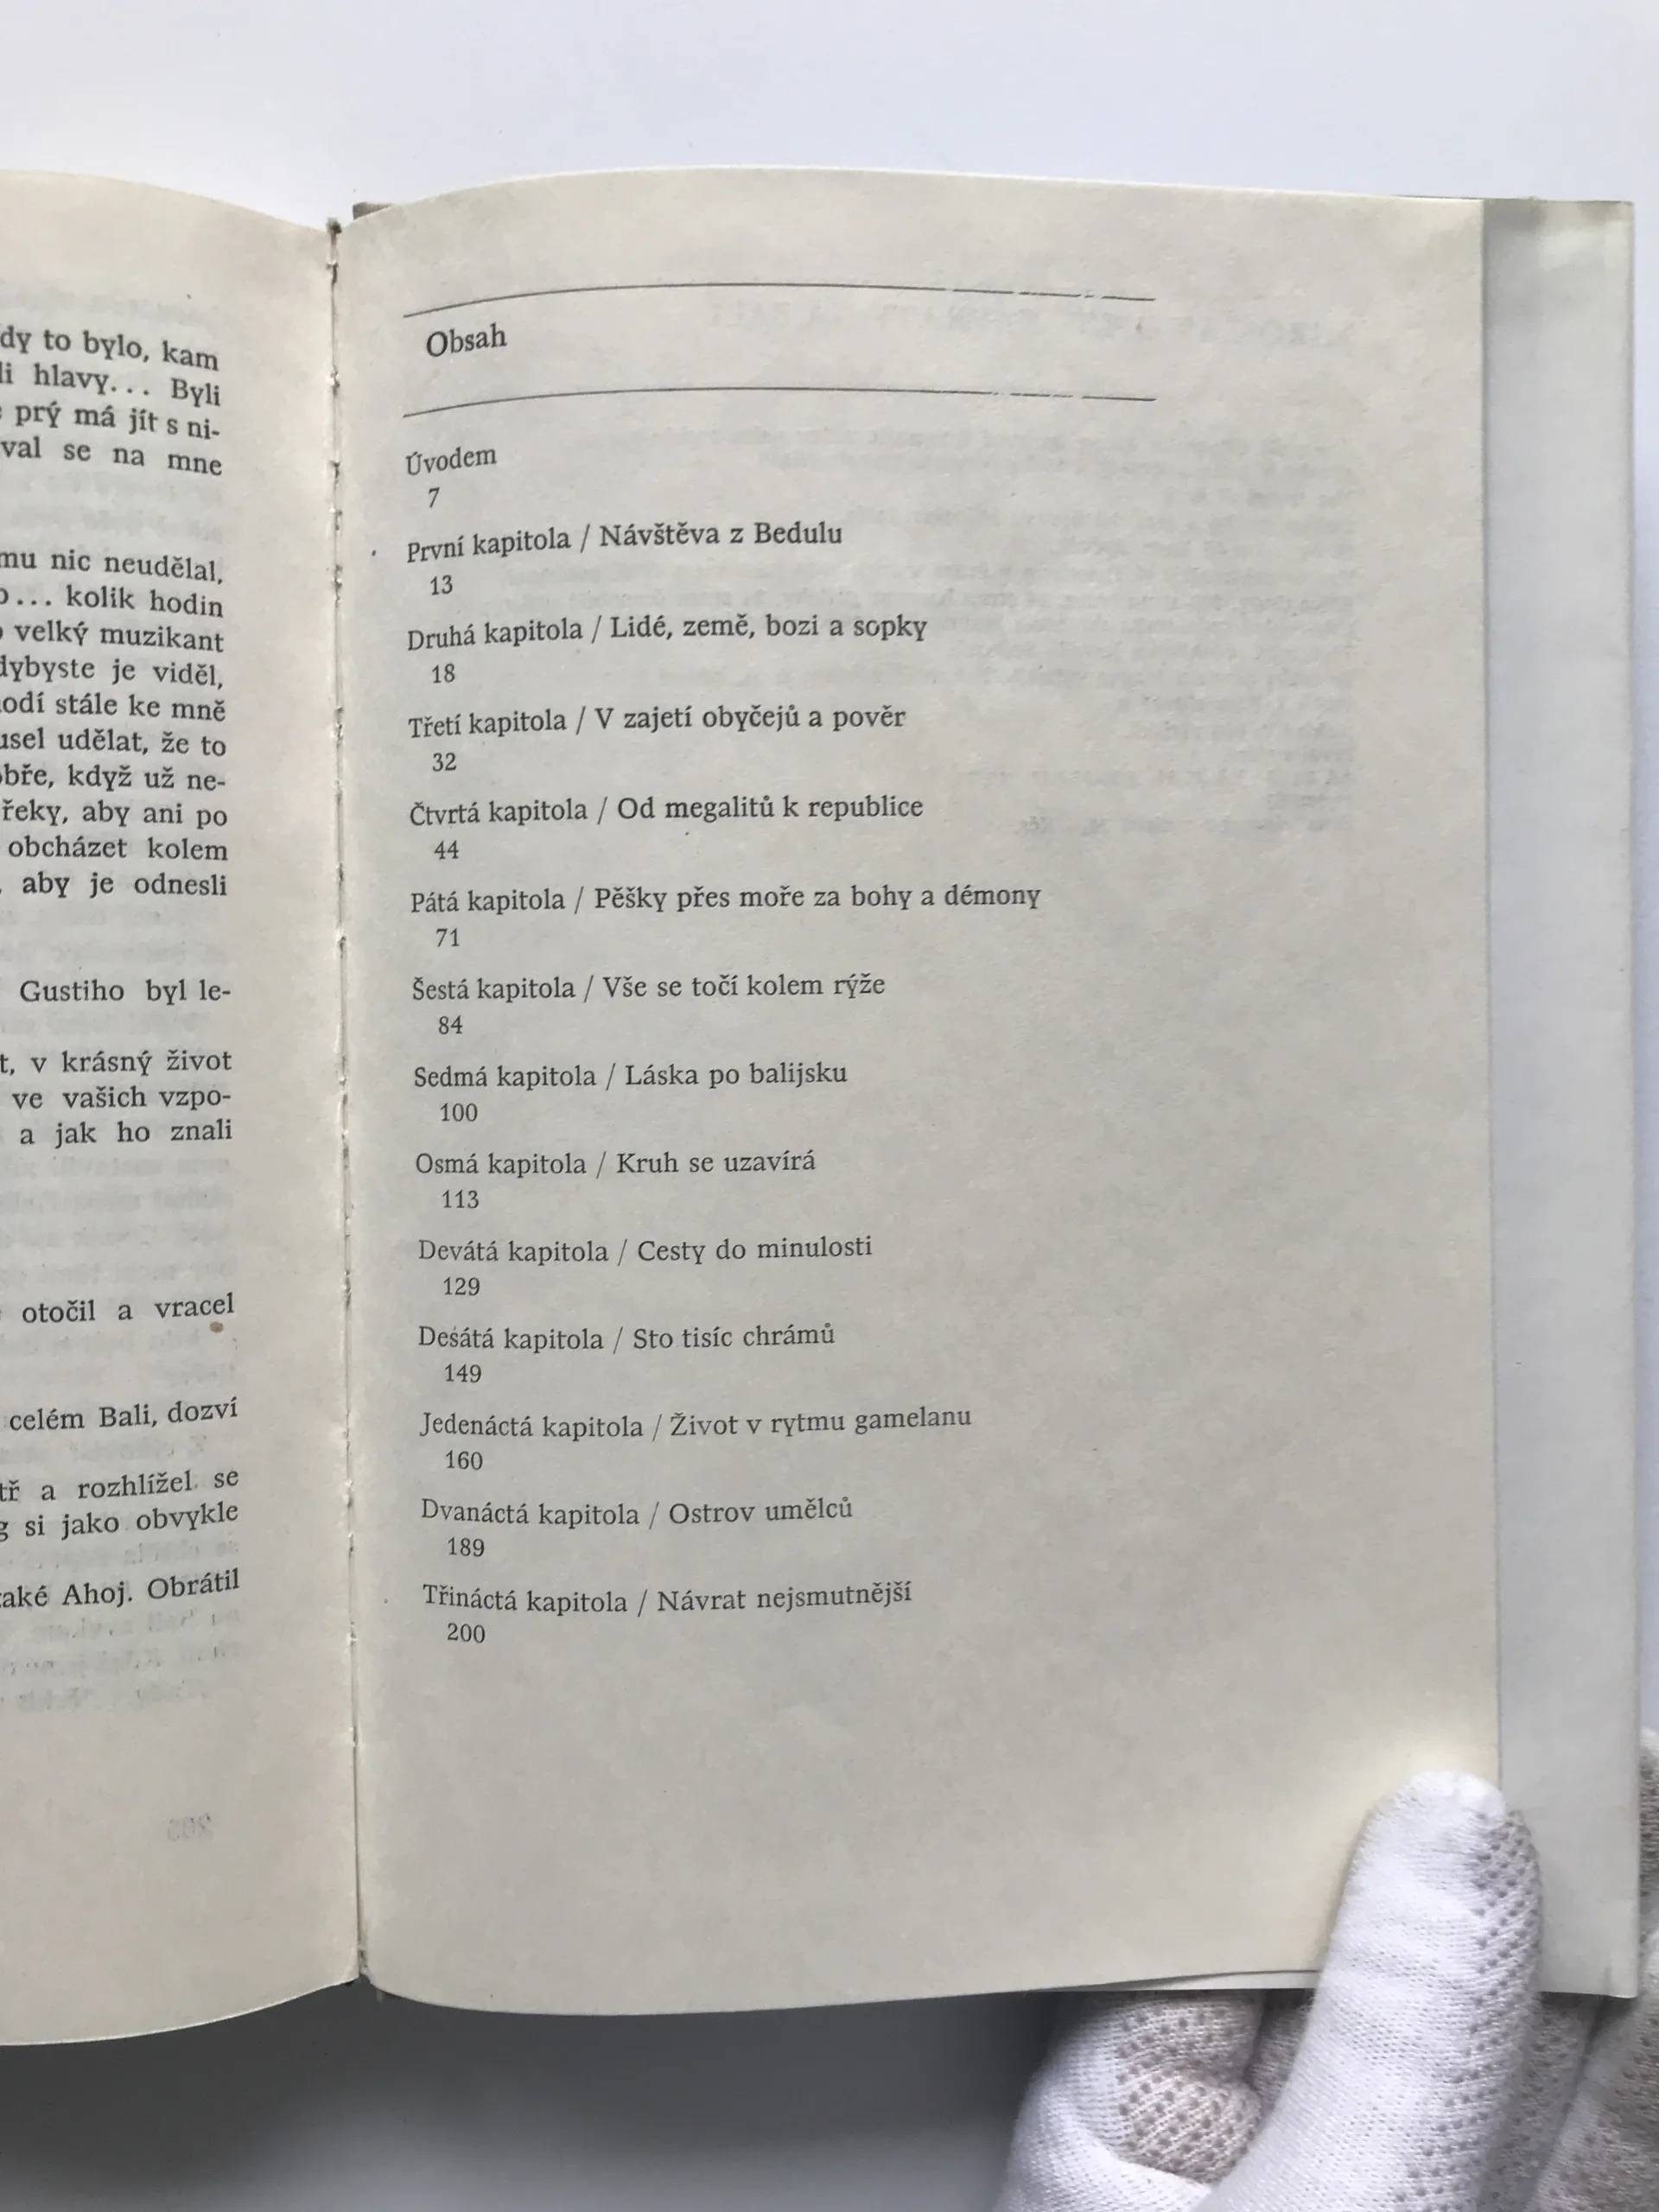 dy to bylo, kam
li hlavy... Byli
prý má jít s ni-
val se na mne
mu nic neudělal,
o... kolik hodin
velký muzikant
dybyste je viděl,
odí stále ke mně
usel udělat, že to
obře, když už ne-
řeky, aby ani po
obcházet kolem
, aby je odnesli
Gustiho byl le-
t, v krásný život
ve vašich vzpo-
a jak ho znali
otočil a vracel
celém Bali, dozví
tř a rozhlížel se
g si jako obvykle
také Ahoj. Obrátil
Obsah
Úvodem
7
První kapitola / Návštěva z Bedulu
13
Druhá kapitola / Lidé, země, bozi a sopky
18
Třetí kapitola / V zajetí obyčejů a pověr
32
Čtvrtá kapitola / Od megalitů k republice
44
Pátá kapitola / Pěšky přes moře za bohy a démony
71
Šestá kapitola / Vše se točí kolem rýže
84
Sedmá kapitola / Láska po balijsku
100
Osmá kapitola / Kruh se uzavírá
113
Devátá kapitola / Cesty do minulosti
129
Desátá kapitola / Sto tisíc chrámů
149
Jedenáctá kapitola / Život v rytmu gamelanu
160
Dvanáctá kapitola / Ostrov umělců
189
Třináctá kapitola / Návrat nejsmutnější
200